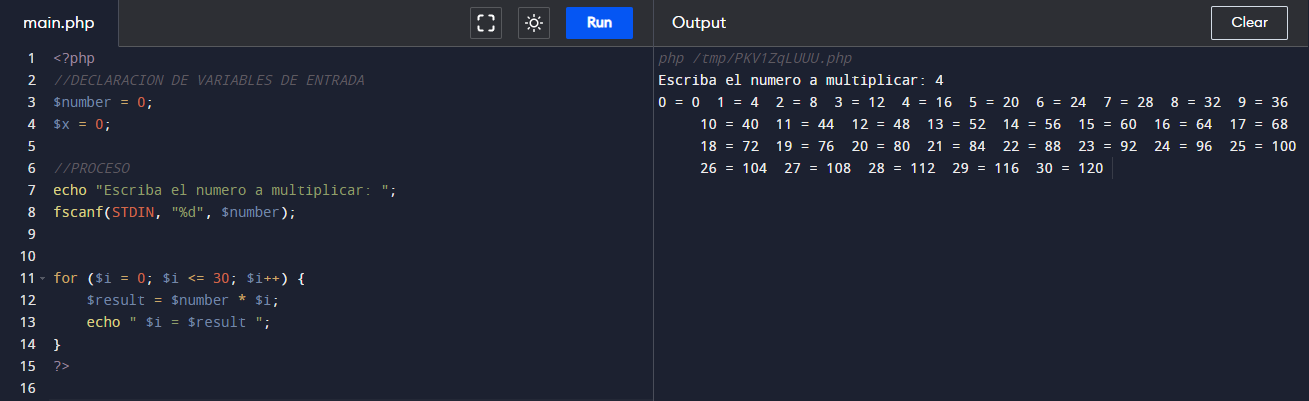 main.php
Run
Output
Clear
1 <?php
2 //DECLARACION DE VARIABLES DE ENTRADA
3 $number = 0;
4 $x = 0;
5
6 //PROCESO
7 echo "Escriba el numero a multiplicar: ";
8 fscanf(STDIN, "%d", $number);
9
10
11 for ($i = 0; $i <= 30; $i++) {
12     $result = $number * $i;
13     echo " $i = $result ";
14 }
15 ?>
16
php /tmp/PKV1ZqLUUU.php
Escriba el numero a multiplicar: 4
0 = 0  1 = 4  2 = 8  3 = 12  4 = 16  5 = 20  6 = 24  7 = 28  8 = 32  9 = 36
10 = 40  11 = 44  12 = 48  13 = 52  14 = 56  15 = 60  16 = 64  17 = 68
18 = 72  19 = 76  20 = 80  21 = 84  22 = 88  23 = 92  24 = 96  25 = 100
26 = 104  27 = 108  28 = 112  29 = 116  30 = 120